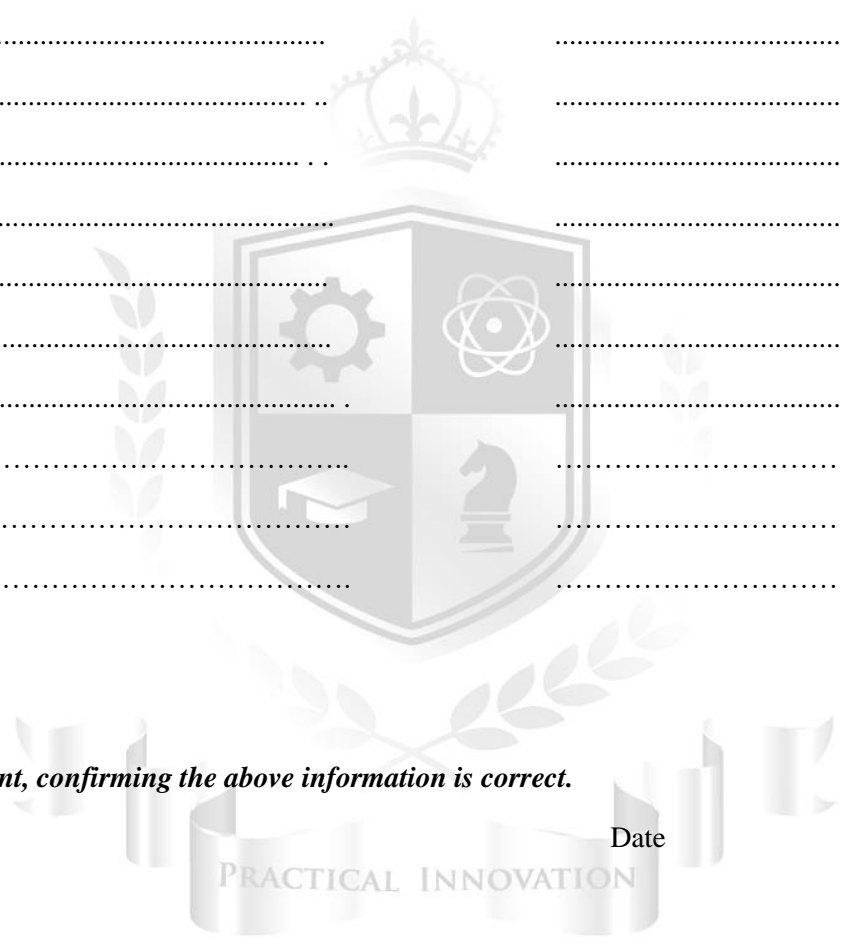 nt, confirming the above information is correct.
Date
PRACTICAL INNOVATION